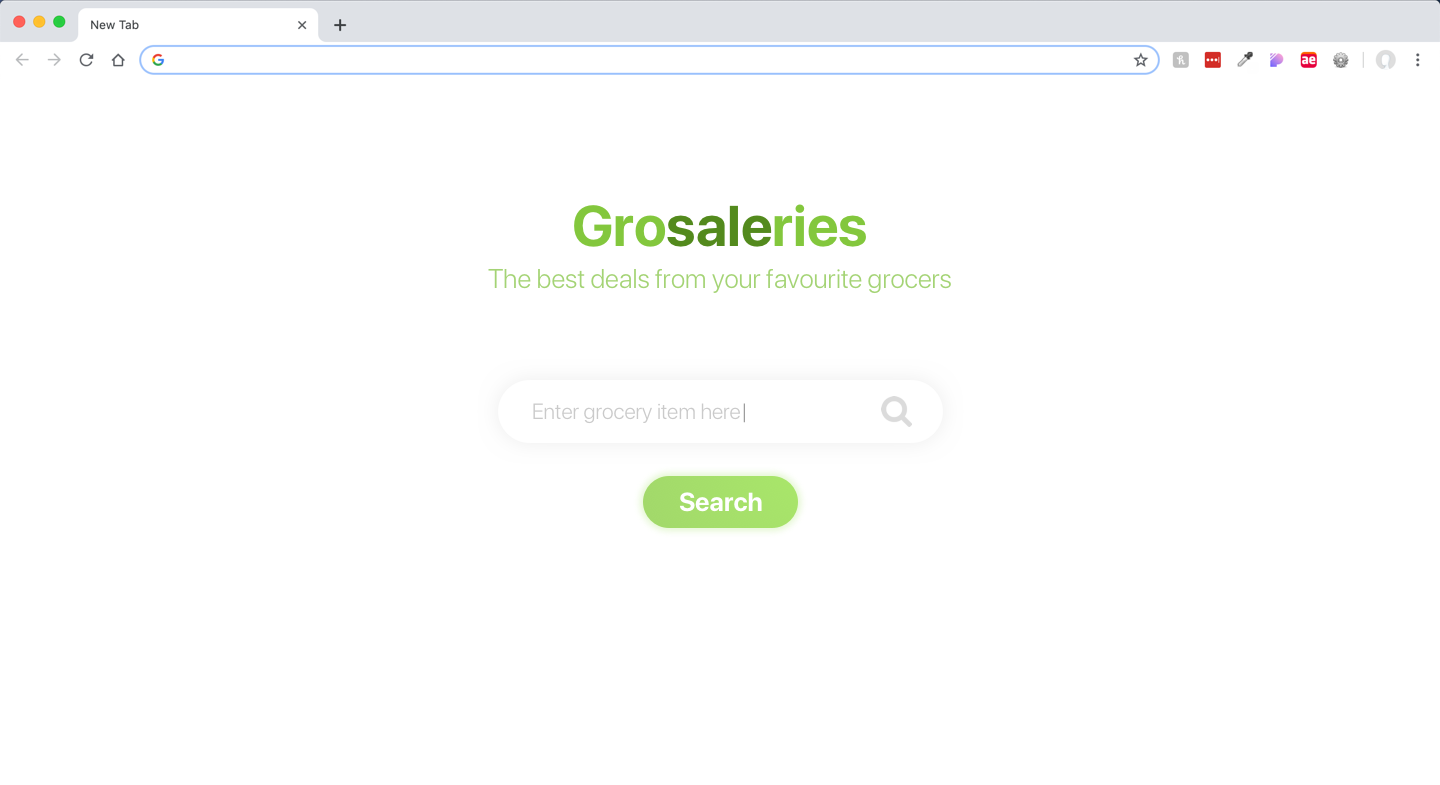 New Tab
ae
Grosaleries
The best deals from your favourite grocers
Enter grocery item here
Search